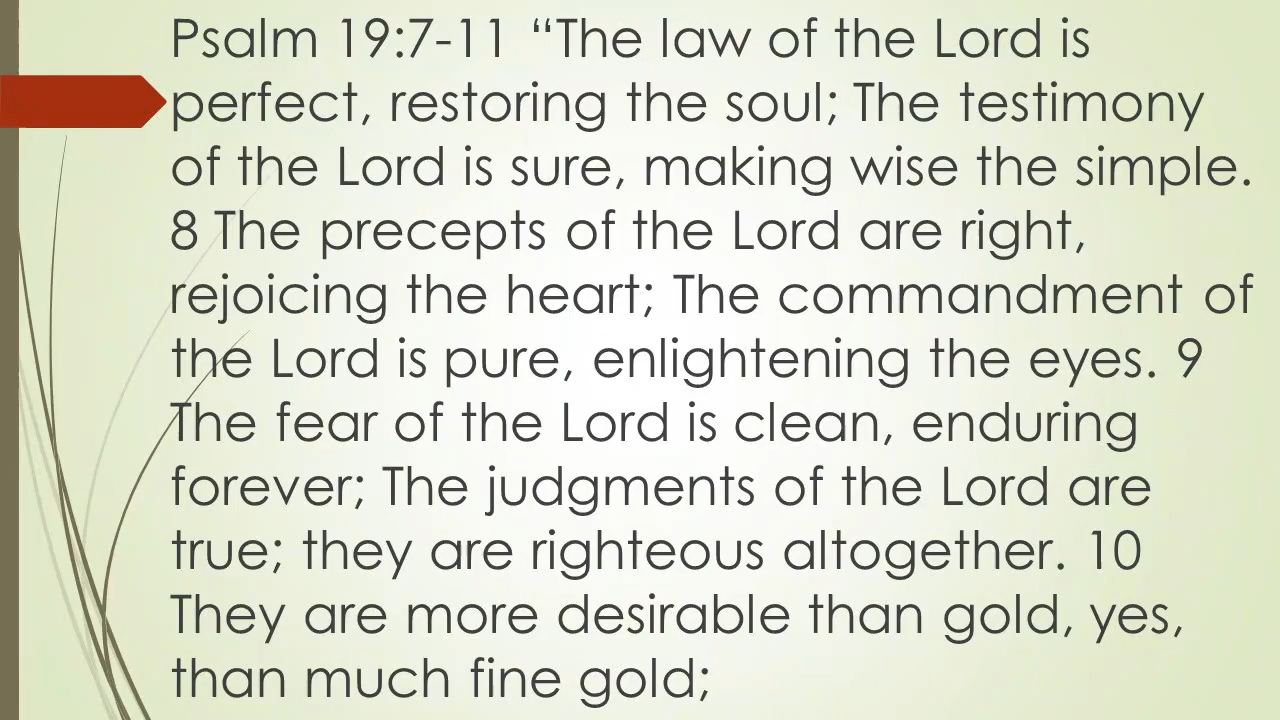 Psalm 19:7-11 “The law of the Lord is
perfect, restoring the soul; The testimony
of the Lord is sure, making wise the simple.
8 The precepts of the Lord are right,
rejoicing the heart; The commandment of
the Lord is pure, enlightening the eyes. 9
The fear of the Lord is clean, enduring
forever; The judgments of the Lord are
true; they are righteous altogether. 10
They are more desirable than gold, yes,
than much fine gold;